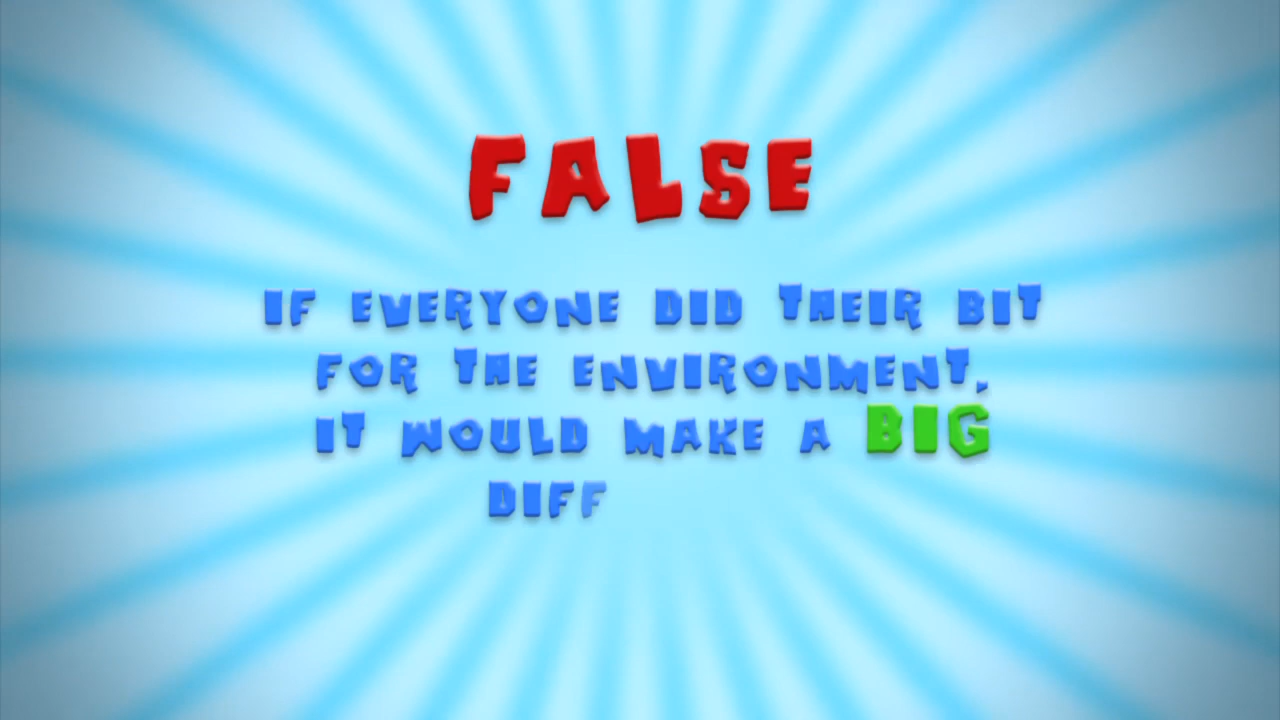 FALSE
IF EVERYONE DID THEIR BIT
FOR THE ENVIRONMENT,
IT WOULD MAKE A BIG
DIFF